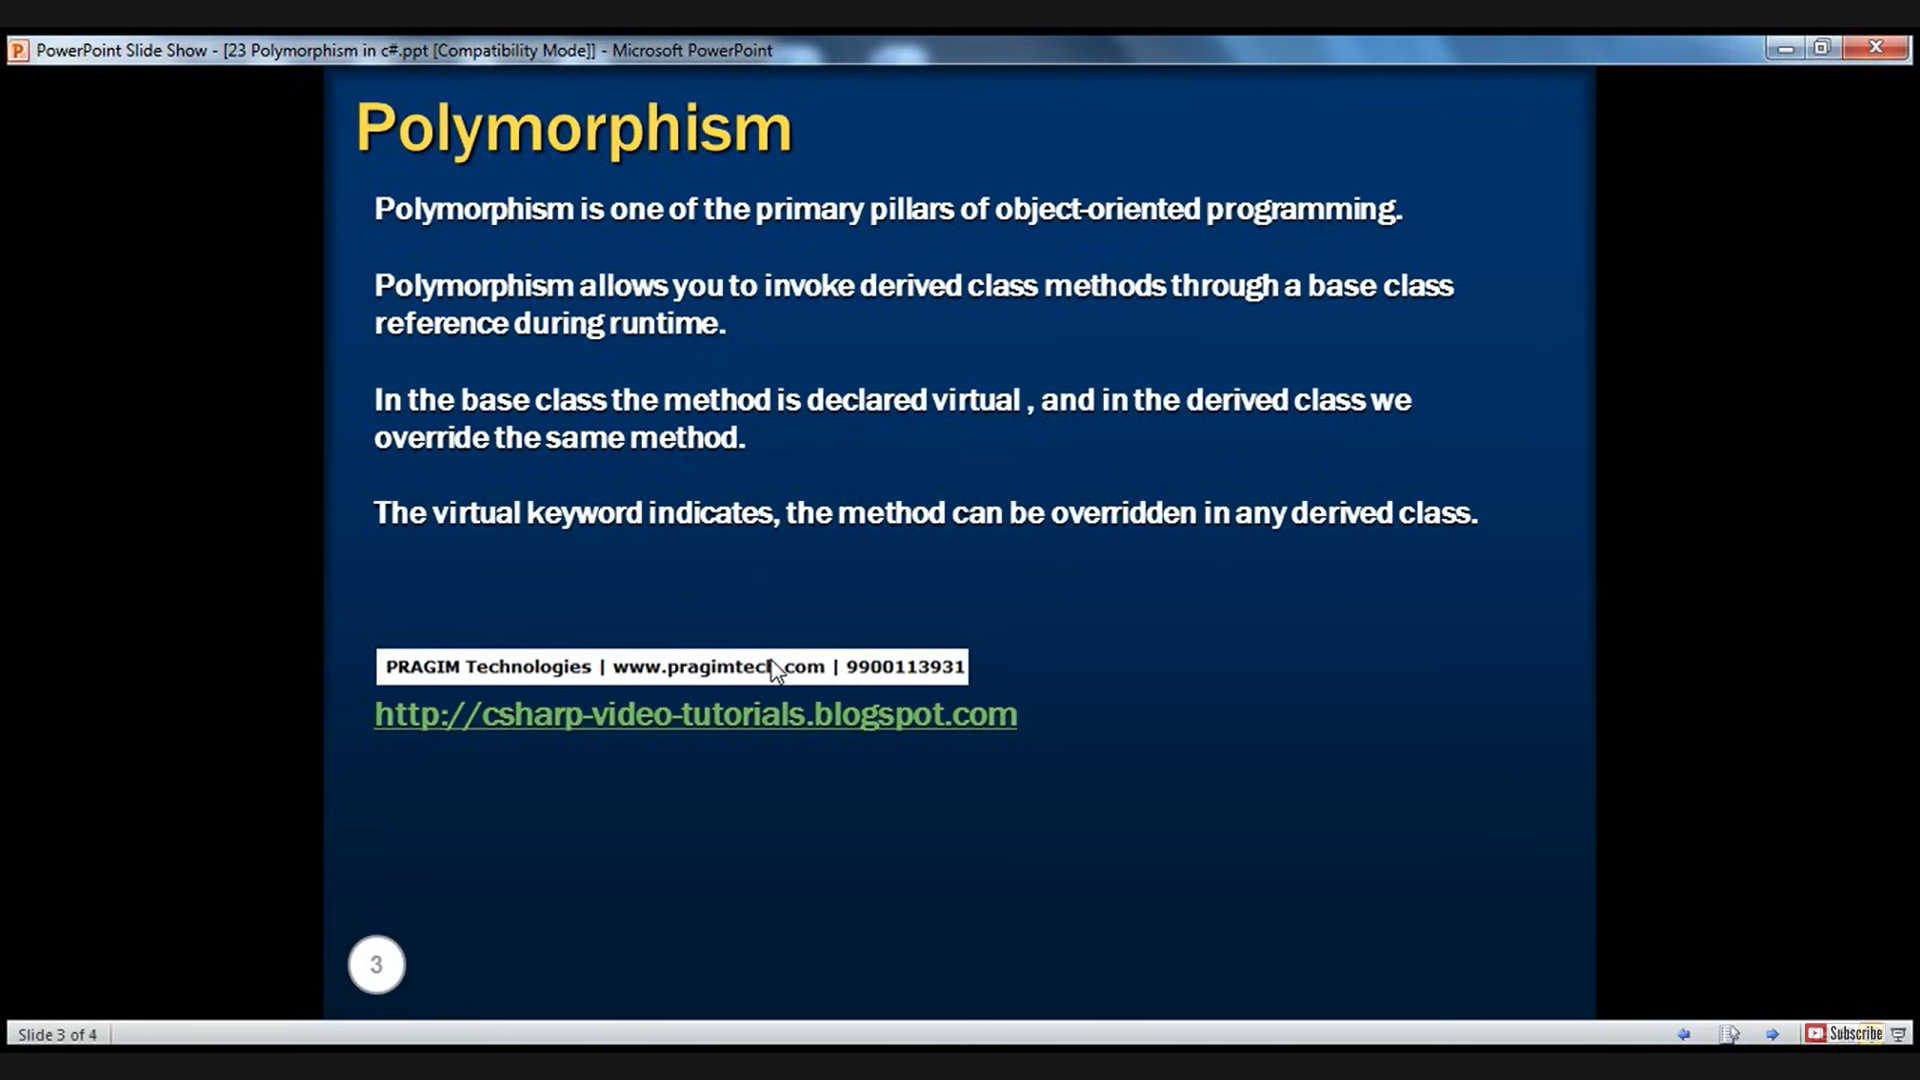 PowerPoint Slide Show - [23 Polymorphism in c#.ppt [Compatibility Mode]] - Microsoft PowerPoint
Polymorphism
Polymorphism is one of the primary pillars of object-oriented programming.
Polymorphism allows you to invoke derived class methods through a base class
reference during runtime.
In the base class the method is declared virtual , and in the derived class we
override the same method.
The virtual keyword indicates, the method can be overridden in any derived class.
PRAGIM Technologies | www.pragimtech.com | 9900113931
http://csharp-video-tutorials.blogspot.com
3
Slide 3 of 4
Subscribe